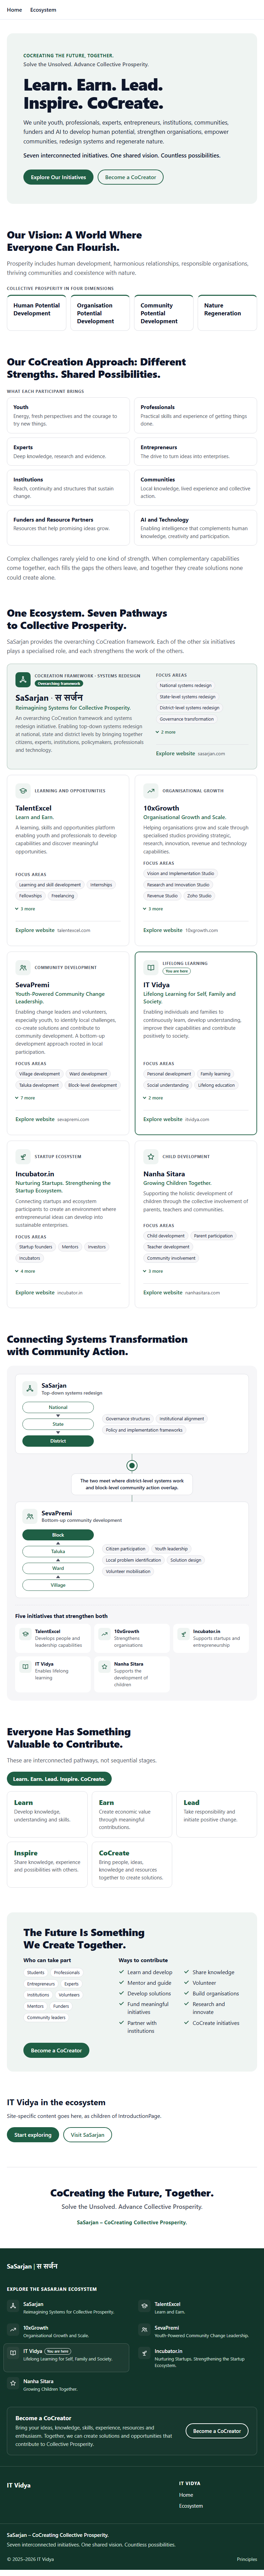 Home Ecosystem
COCREATING THE FUTURE, TOGETHER.
Solve the Unsolved. Advance Collective Prosperity.
Learn. Earn. Lead.
Inspire. CoCreate.
We unite youth, professionals, experts, entrepreneurs, institutions, communities,
funders and AI to develop human potential, strengthen organisations, empower
communities, redesign systems and regenerate nature.
Seven interconnected initiatives. One shared vision. Countless possibilities.
Explore Our Initiatives Become a CoCreator
Our Vision: A World Where
Everyone Can Flourish.
Prosperity includes human development, harmonious relationships, responsible organisations,
thriving communities and coexistence with nature.
COLLECTIVE PROSPERITY IN FOUR DIMENSIONS
Human Potential
Development
Organisation
Potential
Development
Community
Potential
Development
Nature
Regeneration
Our CoCreation Approach: Different
Strengths. Shared Possibilities.
WHAT EACH PARTICIPANT BRINGS
Youth
Energy, fresh perspectives and the courage to
try new things.
Professionals
Practical skills and experience of getting things
done.
Experts
Deep knowledge, research and evidence.
Entrepreneurs
The drive to turn ideas into enterprises.
Institutions
Reach, continuity and structures that sustain
change.
Communities
Local knowledge, lived experience and collective
action.
Funders and Resource Partners
Resources that help promising ideas grow.
AI and Technology
Enabling intelligence that complements human
knowledge, creativity and participation.
Complex challenges rarely yield to one kind of strength. When complementary capabilities
come together, each fills the gaps the others leave, and together they create solutions none
could create alone.
One Ecosystem. Seven Pathways
to Collective Prosperity.
SaSarjan provides the overarching CoCreation framework. Each of the other six initiatives
plays a specialised role, and each strengthens the work of the others.
COCREATION FRAMEWORK · SYSTEMS REDESIGN
Overarching framework
SaSarjan · स सर्जन
Reimagining Systems for Collective Prosperity.
An overarching CoCreation framework and systems
redesign initiative. Enabling top-down systems redesign
at national, state and district levels by bringing together
citizens, experts, institutions, policymakers, professionals
and technology.
FOCUS AREAS
National systems redesign
State-level systems redesign
District-level systems redesign
Governance transformation
2 more
Explore website sasarjan.com
LEARNING AND OPPORTUNITIES
TalentExcel
Learn and Earn.
A learning, skills and opportunities platform
enabling youth and professionals to develop
capabilities and discover meaningful
opportunities.
FOCUS AREAS
Learning and skill development Internships
Fellowships Freelancing
3 more
Explore website talentexcel.com
ORGANISATIONAL GROWTH
10xGrowth
Organisational Growth and Scale.
Helping organisations grow and scale through
specialised studios providing strategic,
research, innovation, revenue and technology
capabilities.
FOCUS AREAS
Vision and Implementation Studio
Research and Innovation Studio
Revenue Studio Zoho Studio
3 more
Explore website 10xgrowth.com
COMMUNITY DEVELOPMENT
SevaPremi
Youth-Powered Community Change
Leadership.
Enabling change leaders and volunteers,
especially youth, to identify local challenges,
co-create solutions and contribute to
community development. A bottom-up
development approach rooted in local
participation.
FOCUS AREAS
Village development Ward development
Taluka development Block-level development
7 more
Explore website sevapremi.com
LIFELONG LEARNING
You are here
IT Vidya
Lifelong Learning for Self, Family and
Society.
Enabling individuals and families to
continuously learn, develop understanding,
improve their capabilities and contribute
positively to society.
FOCUS AREAS
Personal development Family learning
Social understanding Lifelong education
2 more
Explore website itvidya.com
STARTUP ECOSYSTEM
Incubator.in
Nurturing Startups. Strengthening the
Startup Ecosystem.
Connecting startups and ecosystem
participants to create an environment where
entrepreneurial ideas can develop into
sustainable enterprises.
FOCUS AREAS
Startup founders Mentors Investors
Incubators
4 more
Explore website incubator.in
CHILD DEVELOPMENT
Nanha Sitara
Growing Children Together.
Supporting the holistic development of
children through the collective involvement of
parents, teachers and communities.
FOCUS AREAS
Child development Parent participation
Teacher development
Community involvement
3 more
Explore website nanhasitara.com
Connecting Systems Transformation
with Community Action.
SaSarjan
Top-down systems redesign
National
State
District
Governance structures Institutional alignment
Policy and implementation frameworks
The two meet where district-level systems work
and block-level community action overlap.
SevaPremi
Bottom-up community development
Block
Taluka
Ward
Village
Citizen participation Youth leadership
Local problem identification Solution design
Volunteer mobilisation
Five initiatives that strengthen both
TalentExcel
Develops people and
leadership capabilities
10xGrowth
Strengthens
organisations
Incubator.in
Supports startups and
entrepreneurship
IT Vidya
Enables lifelong
learning
Nanha Sitara
Supports the
development of
children
Everyone Has Something
Valuable to Contribute.
These are interconnected pathways, not sequential stages.
Learn. Earn. Lead. Inspire. CoCreate.
Learn
Develop knowledge,
understanding and skills.
Earn
Create economic value
through meaningful
contributions.
Lead
Take responsibility and
initiate positive change.
Inspire
Share knowledge, experience
and possibilities with others.
CoCreate
Bring people, ideas,
knowledge and resources
together to create solutions.
The Future Is Something
We Create Together.
Who can take part
Students Professionals
Entrepreneurs Experts
Institutions Volunteers
Mentors Funders
Community leaders
Ways to contribute
Learn and develop
Share knowledge
Mentor and guide
Volunteer
Develop solutions
Build organisations
Fund meaningful
initiatives
Research and
innovate
Partner with
institutions
CoCreate initiatives
Become a CoCreator
IT Vidya in the ecosystem
Site-specific content goes here, as children of IntroductionPage.
Start exploring Visit SaSarjan
CoCreating the Future, Together.
Solve the Unsolved. Advance Collective Prosperity.
SaSarjan – CoCreating Collective Prosperity.
SaSarjan | स सर्जन
EXPLORE THE SASARJAN ECOSYSTEM
SaSarjan
Reimagining Systems for Collective Prosperity.
TalentExcel
Learn and Earn.
10xGrowth
Organisational Growth and Scale.
SevaPremi
Youth-Powered Community Change Leadership.
IT Vidya You are here
Lifelong Learning for Self, Family and Society.
Incubator.in
Nurturing Startups. Strengthening the Startup
Ecosystem.
Nanha Sitara
Growing Children Together.
Become a CoCreator
Bring your ideas, knowledge, skills, experience, resources and
enthusiasm. Together, we can create solutions and opportunities that
contribute to Collective Prosperity.
Become a CoCreator
IT Vidya
IT VIDYA
Home
Ecosystem
SaSarjan – CoCreating Collective Prosperity.
Seven interconnected initiatives. One shared vision. Countless possibilities.
© 2025–2026 IT Vidya Principles